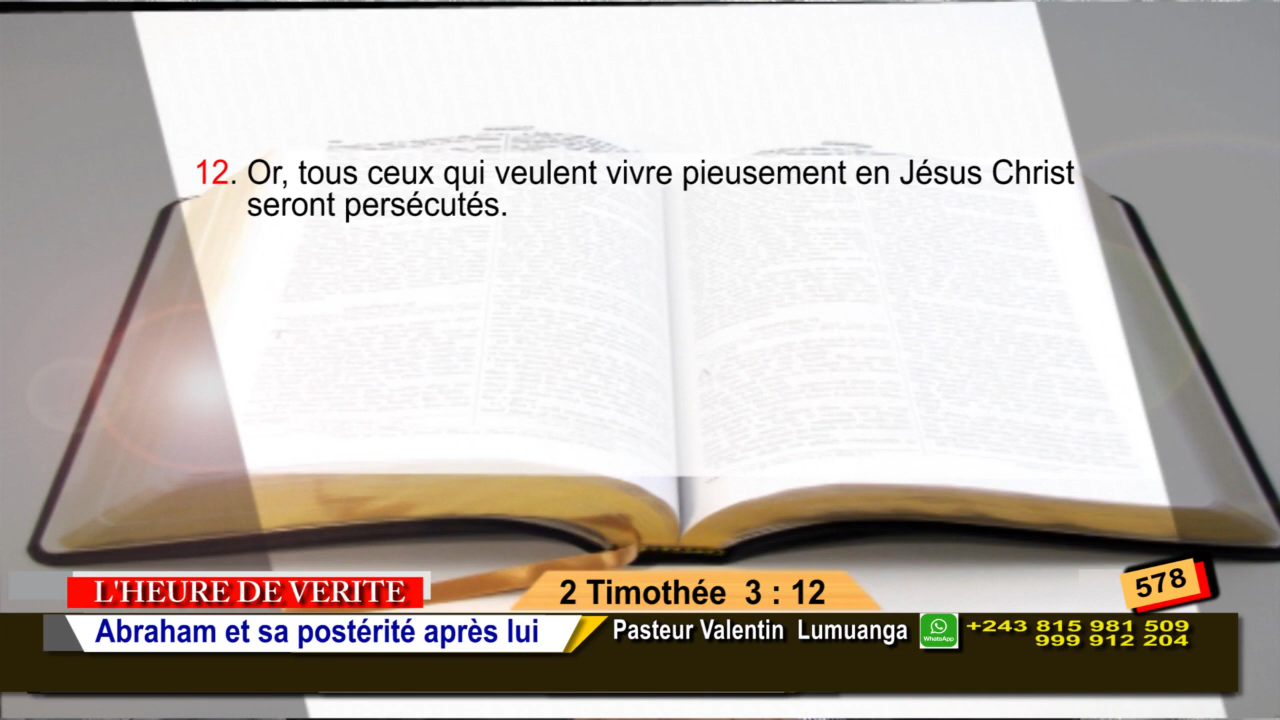 12. Or, tous ceux qui veulent vivre pieusement en Jésus Christ
seront persécutés.
L'HEURE DE VERITE
2 Timothée 3 : 12
578
Abraham et sa postérité après lui
Pasteur Valentin Lumuanga
WhatsApp
+243 815 981 509
999 912 204